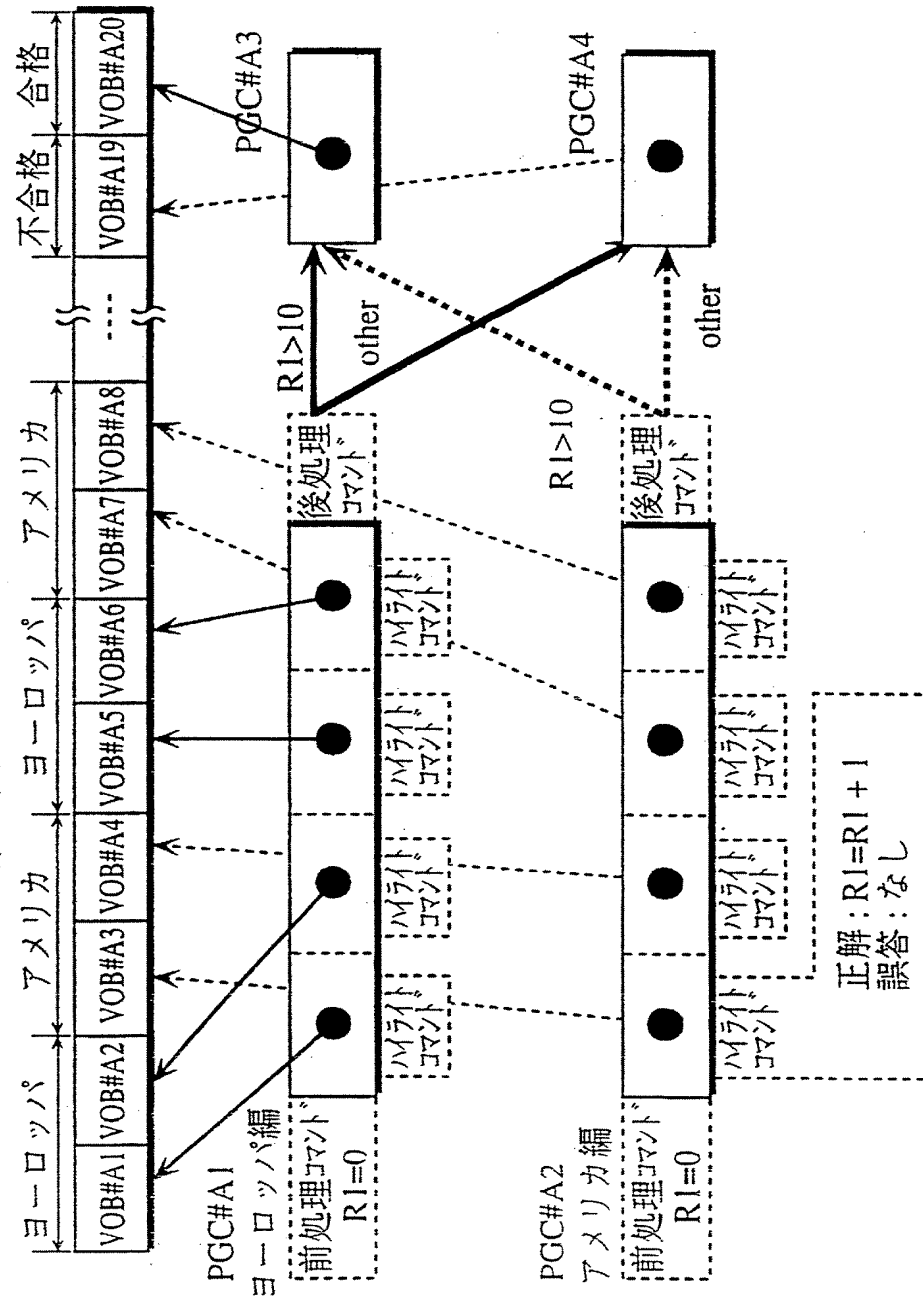 ヨーロッパ
アメリカ
ヨーロッパ
アメリカ
不合格
合格
VOB#A1
VOB#A2
VOB#A3
VOB#A4
VOB#A5
VOB#A6
VOB#A7
VOB#A8
VOB#A19
VOB#A20
PGC#A1
ヨーロッパ編
前処理コマンド
R1=0
ハイライト
コマンド
ハイライト
コマンド
ハイライト
コマンド
ハイライト
コマンド
後処理
コマンド
R1>10
other
PGC#A3
PGC#A2
アメリカ編
前処理コマンド
R1=0
ハイライト
コマンド
ハイライト
コマンド
ハイライト
コマンド
ハイライト
コマンド
後処理
コマンド
R1>10
other
PGC#A4
正解:R1=R1+1
誤答:なし